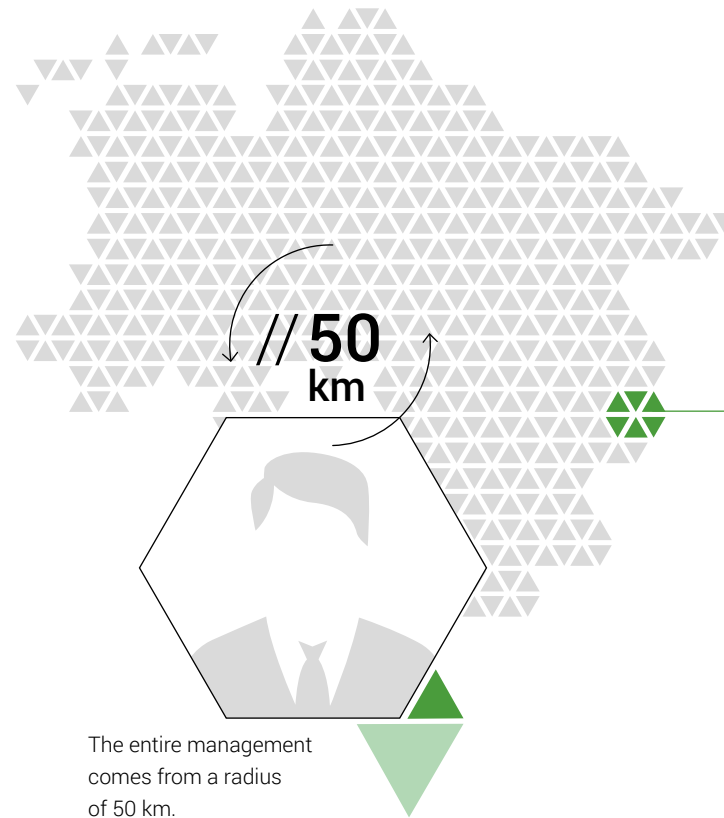 // 50
km
The entire management
comes from a radius
of 50 km.